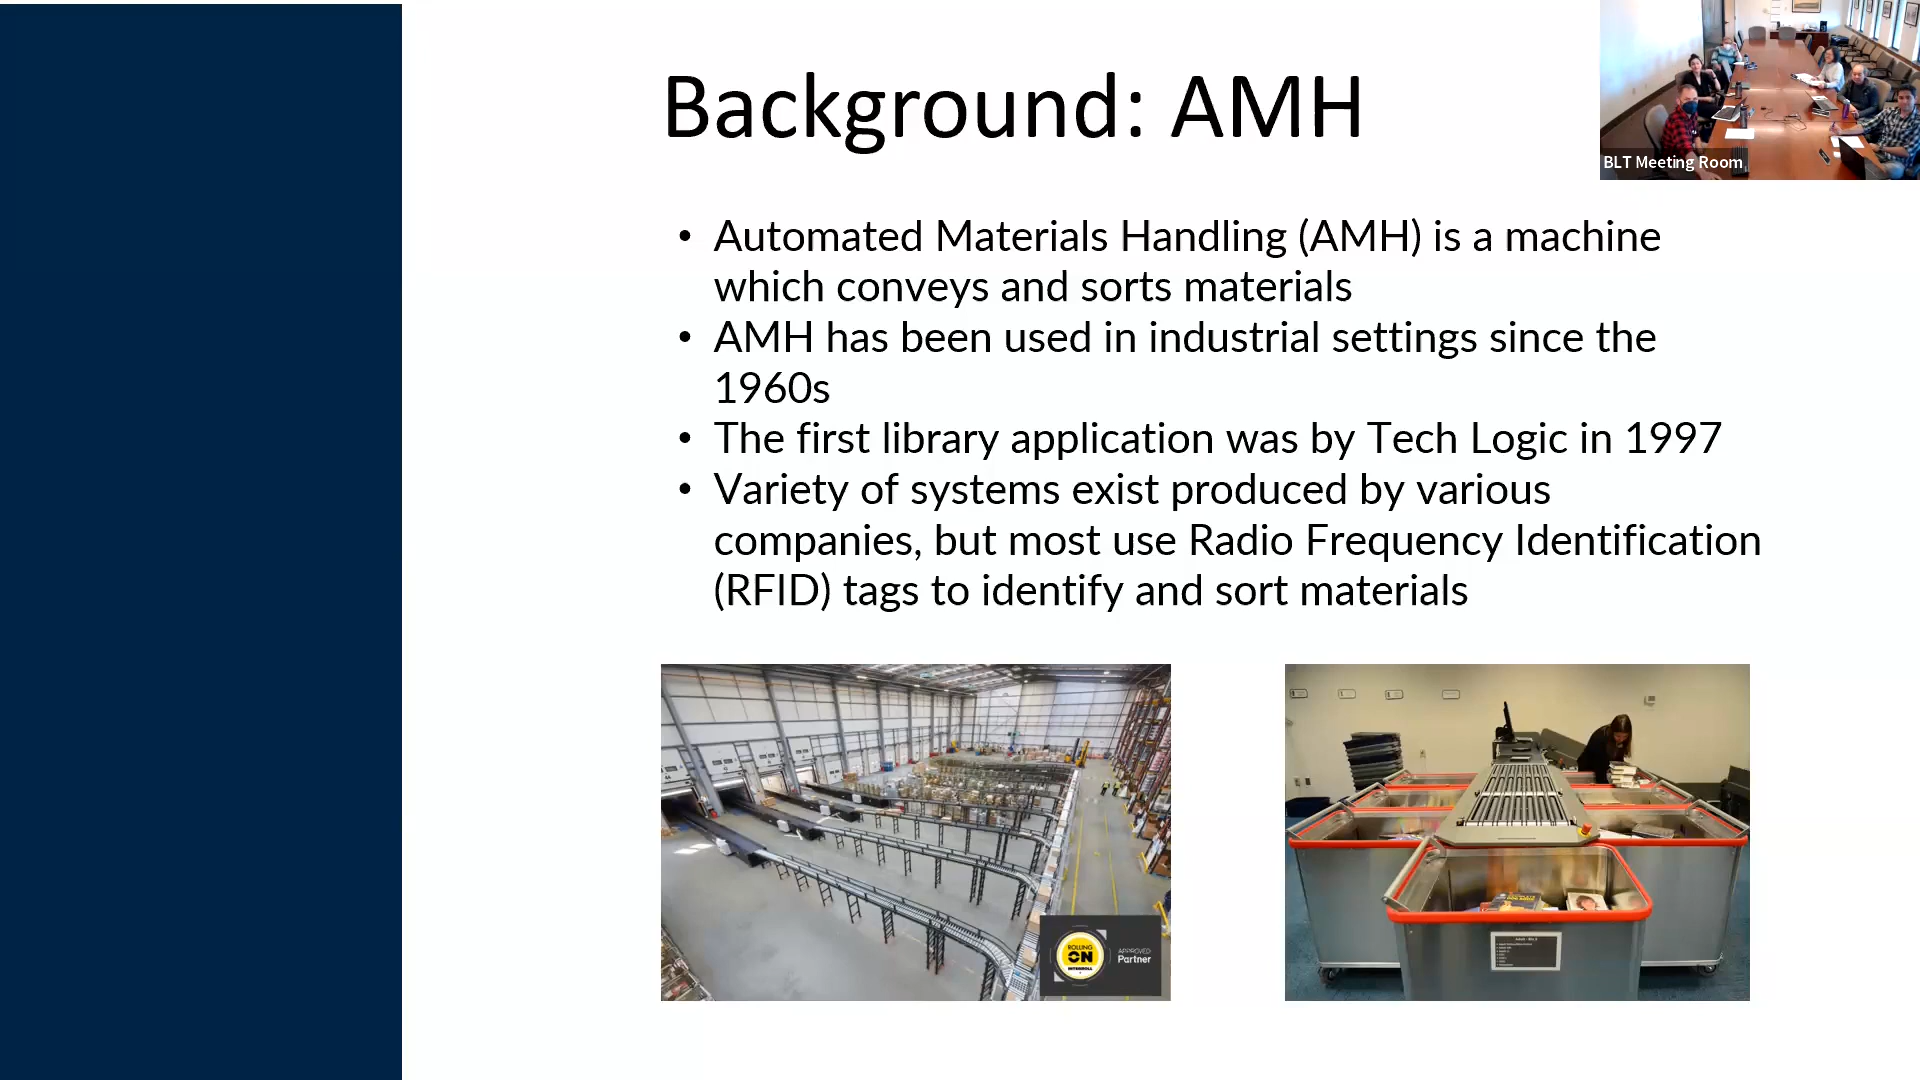 Background: AMH
BLT Meeting Room
• Automated Materials Handling (AMH) is a machine
which conveys and sorts materials
• AMH has been used in industrial settings since the
1960s
• The first library application was by Tech Logic in 1997
• Variety of systems exist produced by various
companies, but most use Radio Frequency Identification
(RFID) tags to identify and sort materials
ROLLING
ON
INTERROLL
APPROVED
Partner